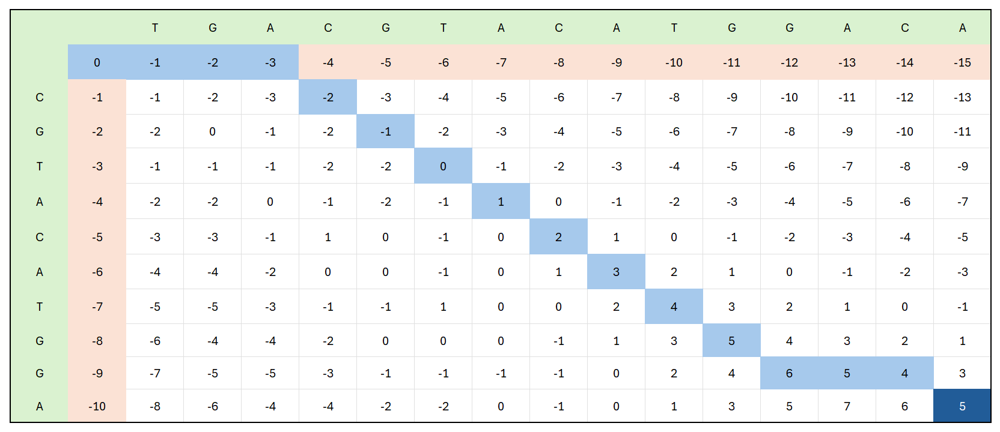 T G A C G T A C A T G G A C A
0 -1 -2 -3 -4 -5 -6 -7 -8 -9 -10 -11 -12 -13 -14 -15
C -1 -1 -2 -3 -2 -3 -4 -5 -6 -7 -8 -9 -10 -11 -12 -13
G -2 -2 0 -1 -2 -1 -2 -3 -4 -5 -6 -7 -8 -9 -10 -11
T -3 -1 -1 -1 -2 -2 0 -1 -2 -3 -4 -5 -6 -7 -8 -9
A -4 -2 -2 0 -1 -2 -1 1 0 -1 -2 -3 -4 -5 -6 -7
C -5 -3 -3 -1 1 0 -1 0 2 1 0 -1 -2 -3 -4 -5
A -6 -4 -4 -2 0 0 -1 0 1 3 2 1 0 -1 -2 -3
T -7 -5 -5 -3 -1 -1 1 0 0 2 4 3 2 1 0 -1
G -8 -6 -4 -4 -2 0 0 0 -1 1 3 5 4 3 2 1
G -9 -7 -5 -5 -3 -1 -1 -1 -1 0 2 4 6 5 4 3
A -10 -8 -6 -4 -4 -2 -2 0 -1 0 1 3 5 7 6 5